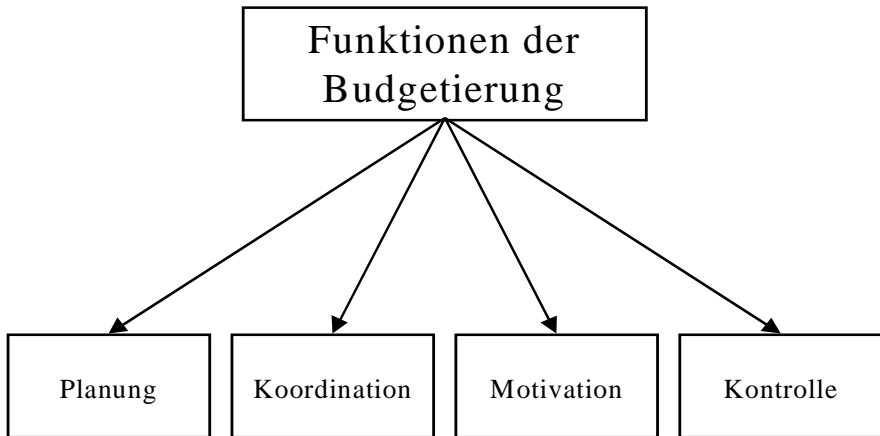 Funktionen der
Budgetierung
Planung
Koordination
Motivation
Kontrolle